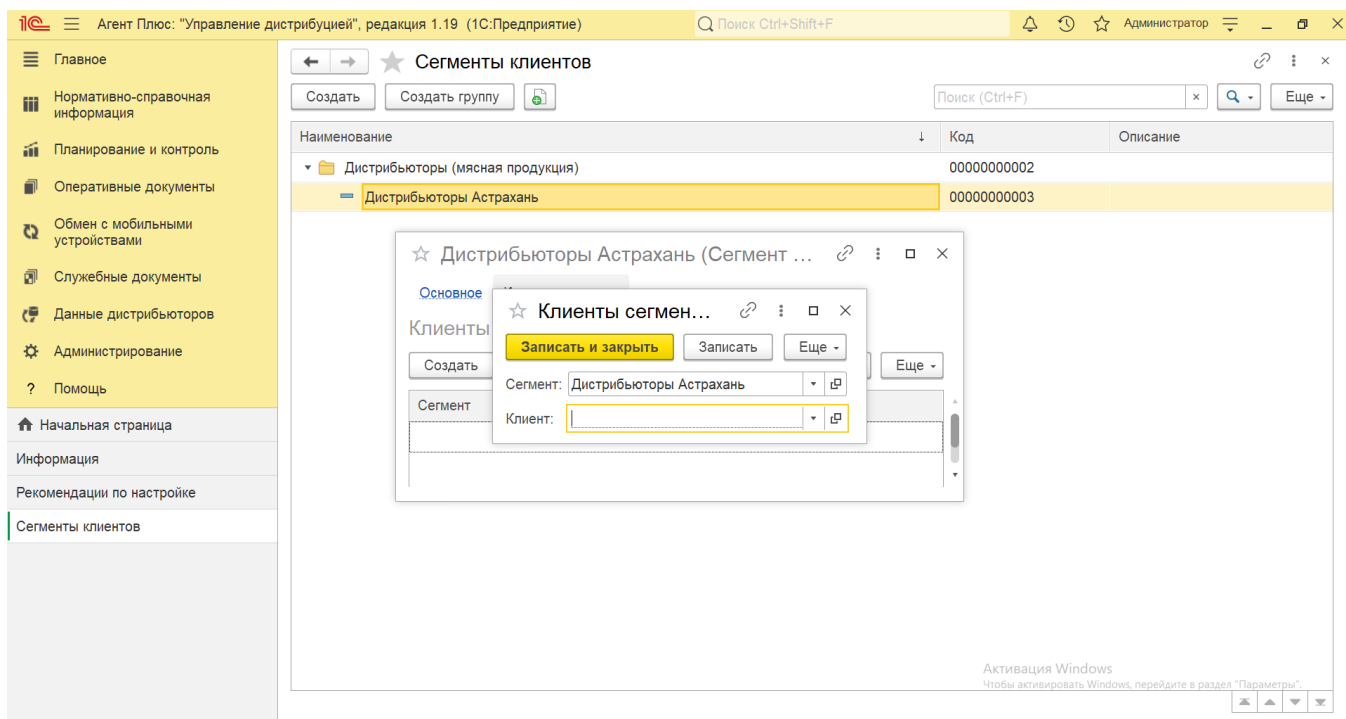 Агент Плюс: "Управление дистрибуцией", редакция 1.19 (1С:Предприятие)
Поиск Ctrl+Shift+F
Администратор
Главное
Нормативно-справочная
информация
Планирование и контроль
Оперативные документы
Обмен с мобильными
устройствами
Служебные документы
Данные дистрибьюторов
Администрирование
? Помощь
Начальная страница
Информация
Рекомендации по настройке
Сегменты клиентов
Сегменты клиентов
Создать
Создать группу
Поиск (Ctrl+F)
Еще
Наименование
Код
Описание
Дистрибьюторы (мясная продукция)
00000000002
Дистрибьюторы Астрахань
00000000003
Дистрибьюторы Астрахань (Сегмент ...
Основное
Клиенты
Создать
Еще
Сегмент
Клиенты сегмен...
Записать и закрыть
Записать
Еще
Сегмент: Дистрибьюторы Астрахань
Клиент:
Активация Windows
Чтобы активировать Windows, перейдите в раздел "Параметры".